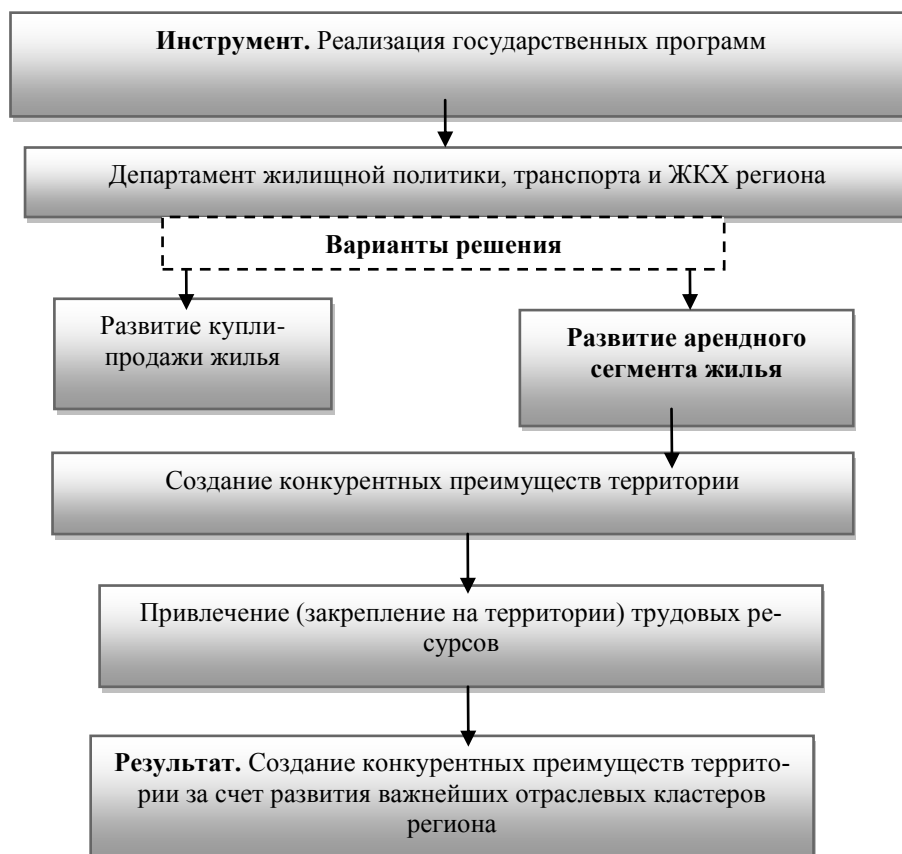 Инструмент. Реализация государственных программ
Департамент жилищной политики, транспорта и ЖКХ региона
Варианты решения
Развитие купли-
продажи жилья
Развитие арендного
сегмента жилья
Создание конкурентных преимуществ территории
Привлечение (закрепление на территории) трудовых ре-
сурсов
Результат. Создание конкурентных преимуществ террито-
рии за счет развития важнейших отраслевых кластеров
региона